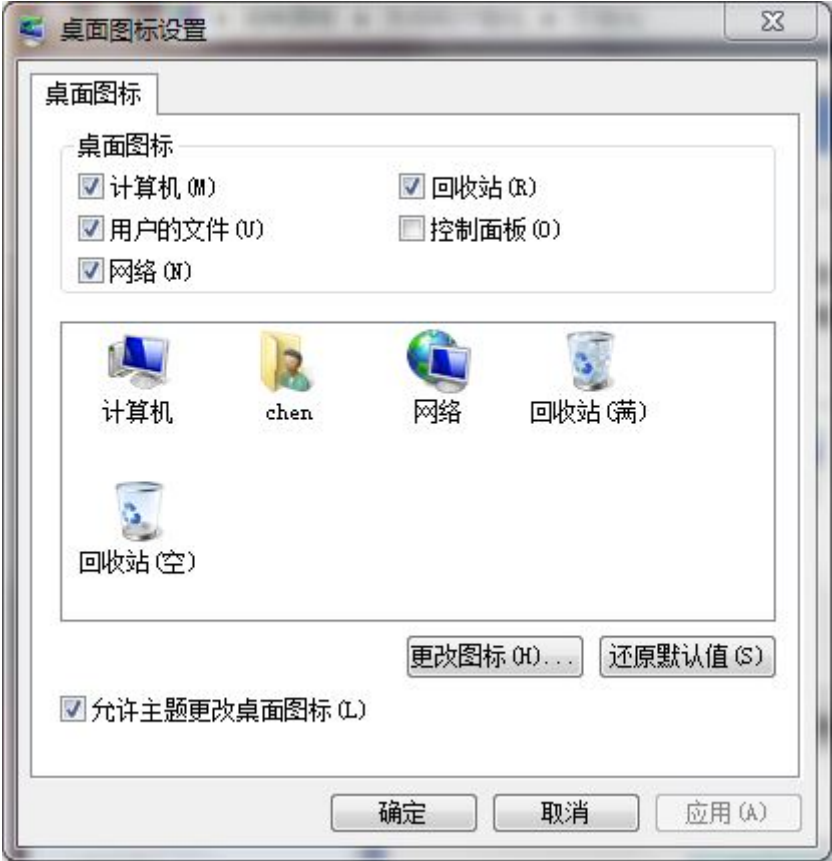 桌面图标设置
桌面图标
桌面图标
计算机(M) 回收站(R)
用户的文件(U) 控制面板(O)
网络(N)
计算机 chen 网络 回收站(满)
回收站(空)
更改图标(H)... 还原默认值(S)
允许主题更改桌面图标(L)
确定 取消 应用(A)